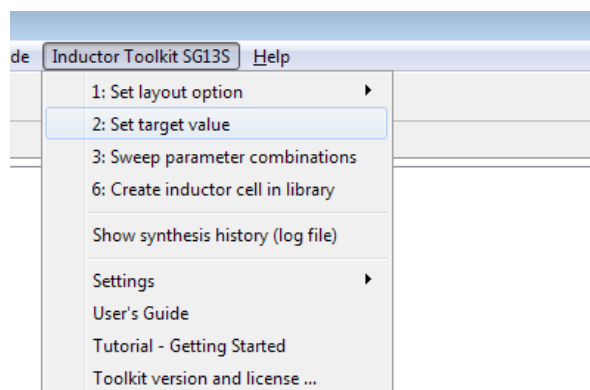 de Inductor Toolkit SG13S Help
1: Set layout option
2: Set target value
3: Sweep parameter combinations
6: Create inductor cell in library
Show synthesis history (log file)
Settings
User's Guide
Tutorial - Getting Started
Toolkit version and license ...